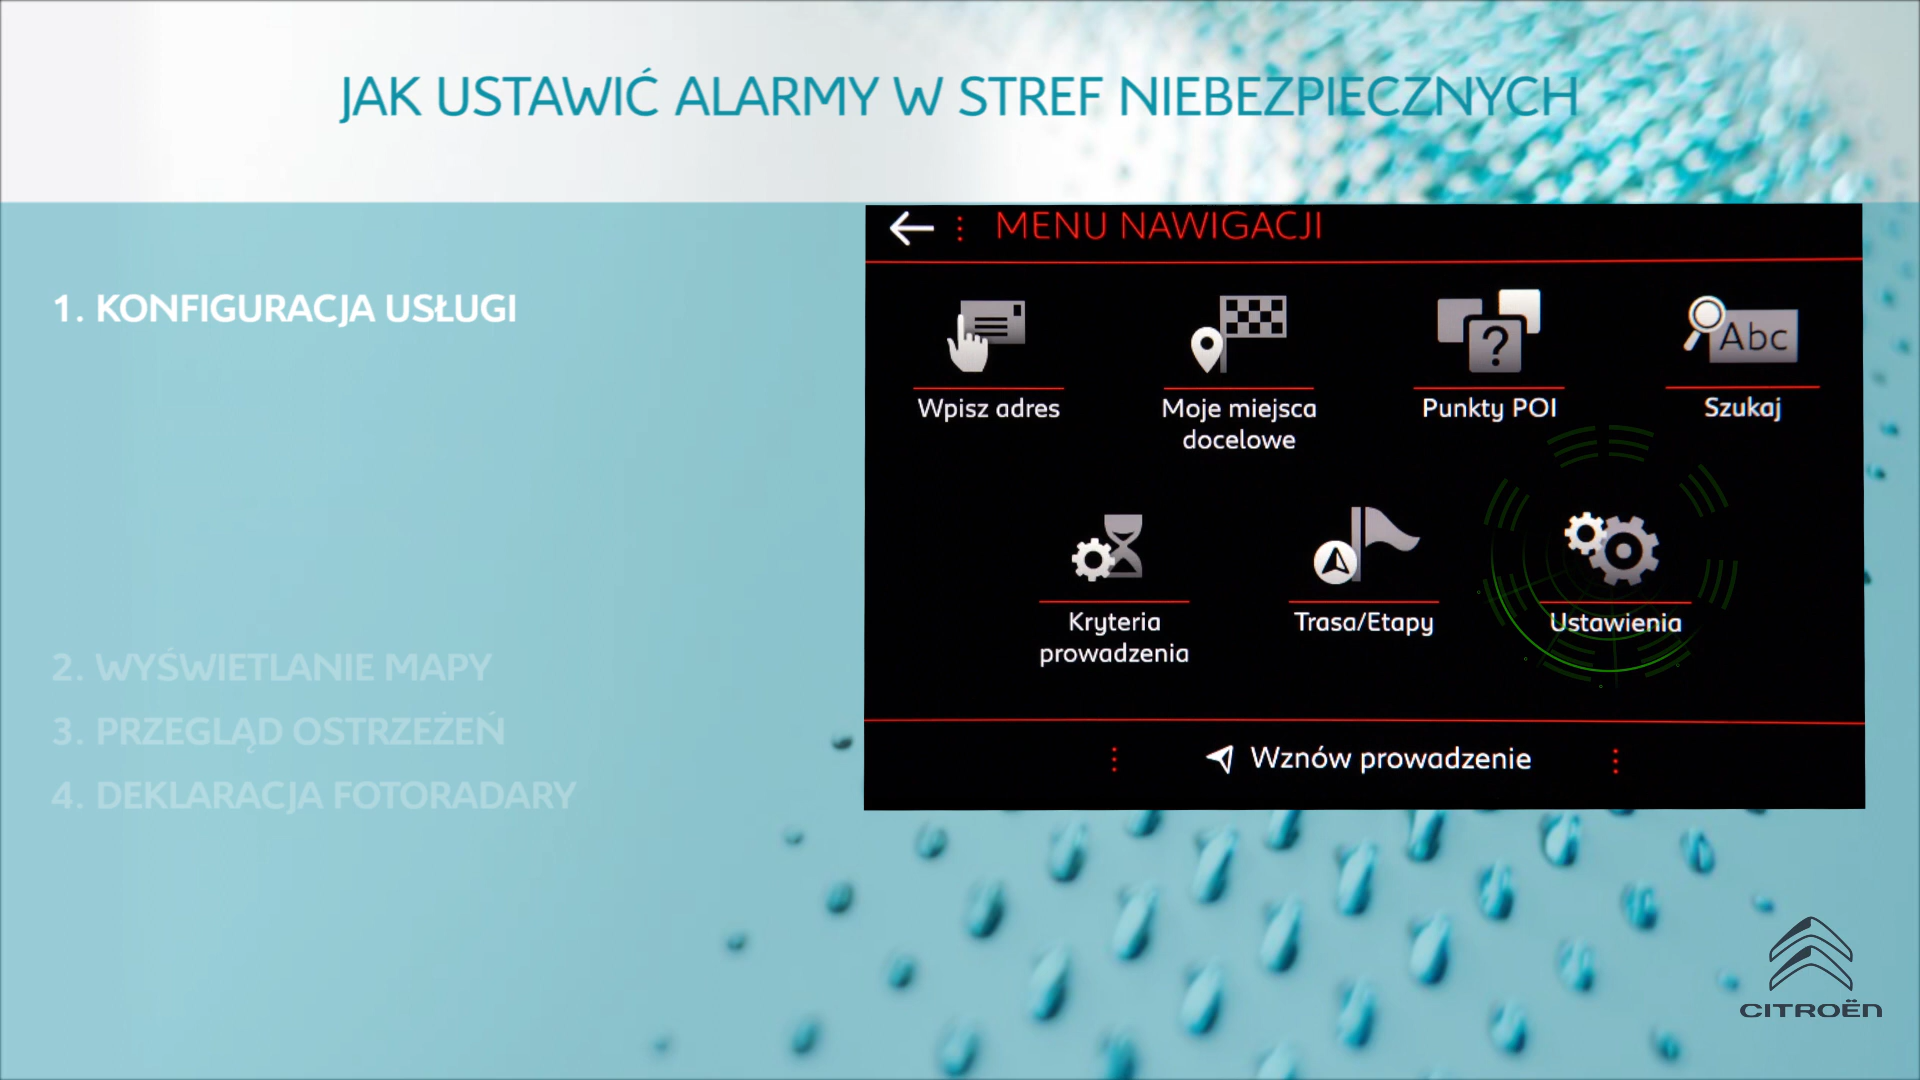 JAK USTAWIĆ ALARMY W STREF NIEBEZPIECZNYCH
1. KONFIGURACJA USŁUGI
2. WYŚWIETLANIE MAPY
3. PRZEGLĄD OSTRZEŻEŃ
4. DEKLARACJA FOTORADARY
MENU NAWIGACJI
Abc
Wpisz adres
Moje miejsca
docelowe
Punkty POI
Szukaj
Kryteria
prowadzenia
Trasa/Etapy
Ustawienia
Wznów prowadzenie
CITROËN